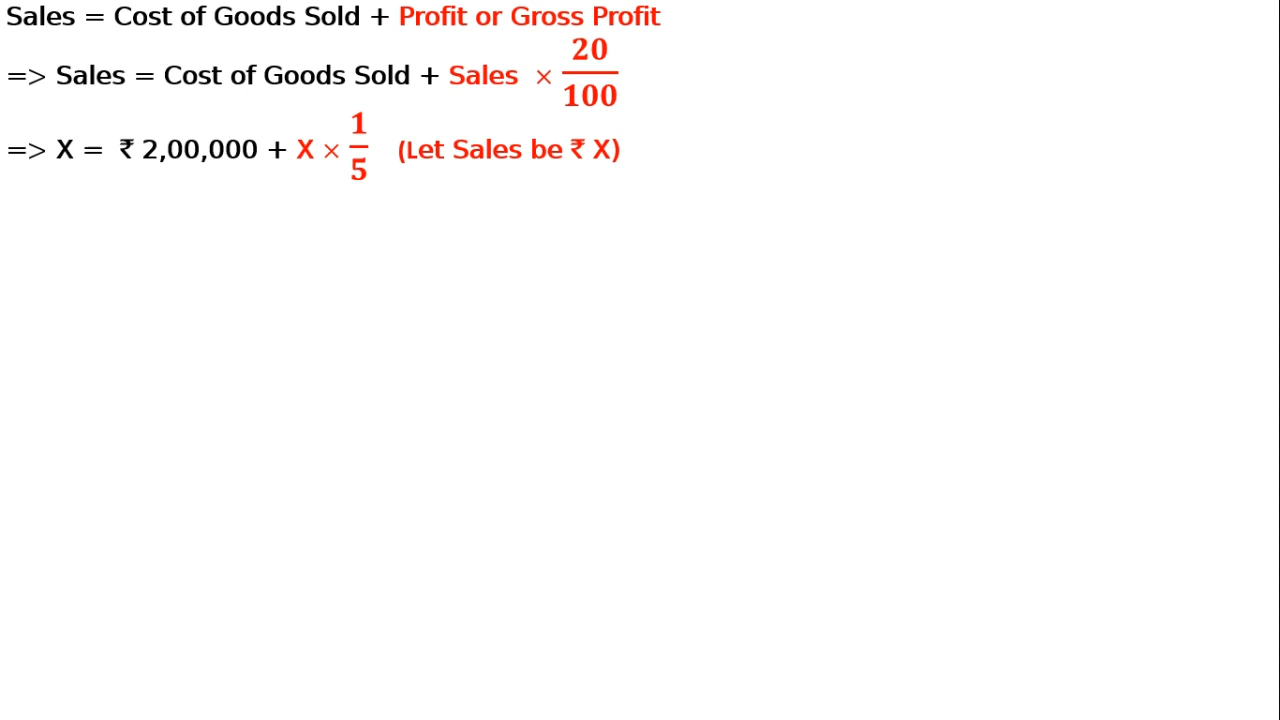 Sales = Cost of Goods Sold + Profit or Gross Profit
=> Sales = Cost of Goods Sold + Sales × 20/100
=> X = ₹ 2,00,000 + X × 1/5 (Let Sales be ₹ X)